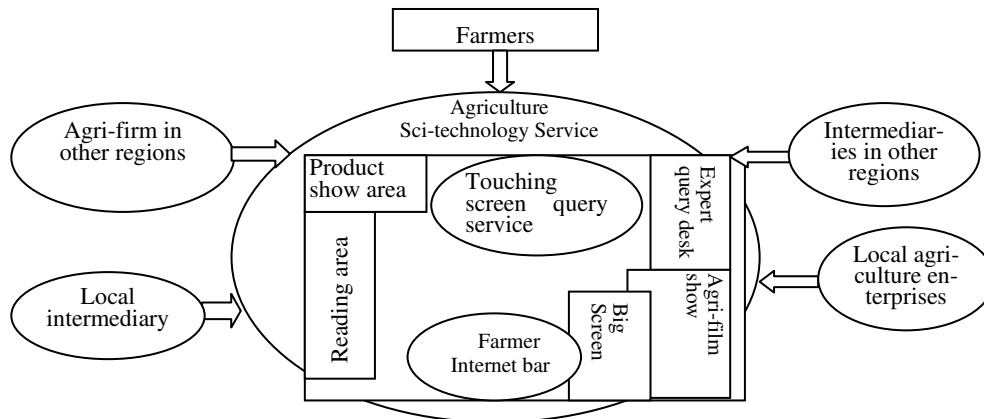 Farmers
Agriculture
Sci-technology Service
Agri-firm in
other regions
Intermediar-
ies in other
regions
Product
show area
Touching
screen query
service
Expert
query desk
Reading area
Local
intermediary
Local agri-
culture en-
terprises
Agri-film
show
Big
Screen
Farmer
Internet bar